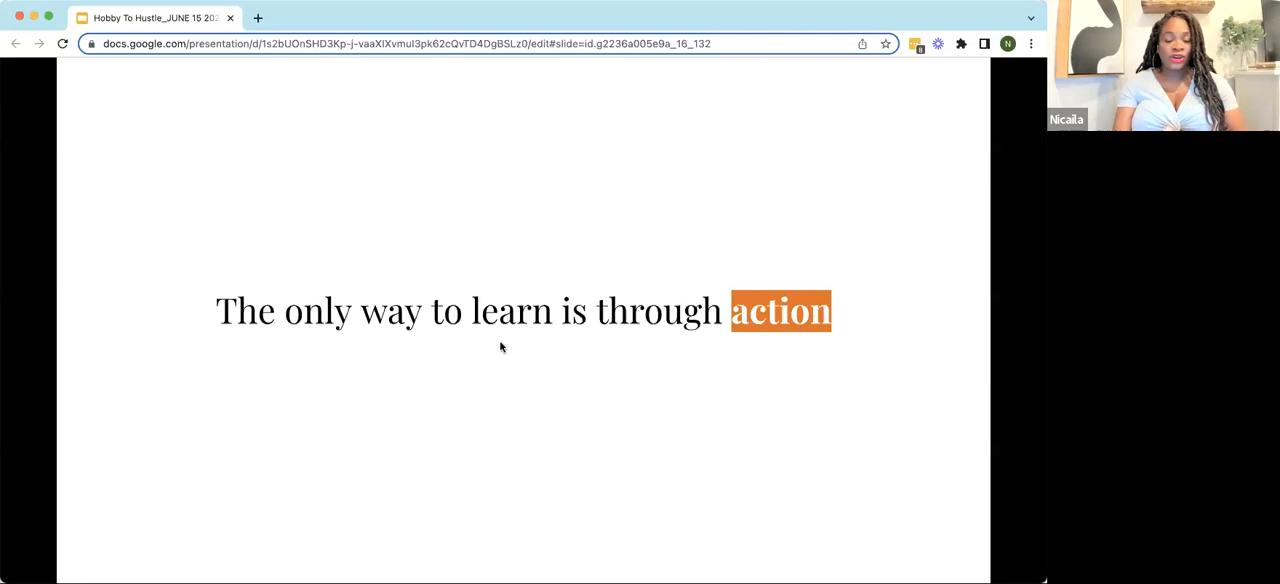 Hobby To Hustle_JUNE 15 202
docs.google.com/presentation/d/1s2bUOnSHD3Kp-j-vaaXIXvmuI3pk62cQvTD4DgBSLz0/edit#slide=id.g2236a005e9a_16_132
8
N
Nicaila
The only way to learn is through action